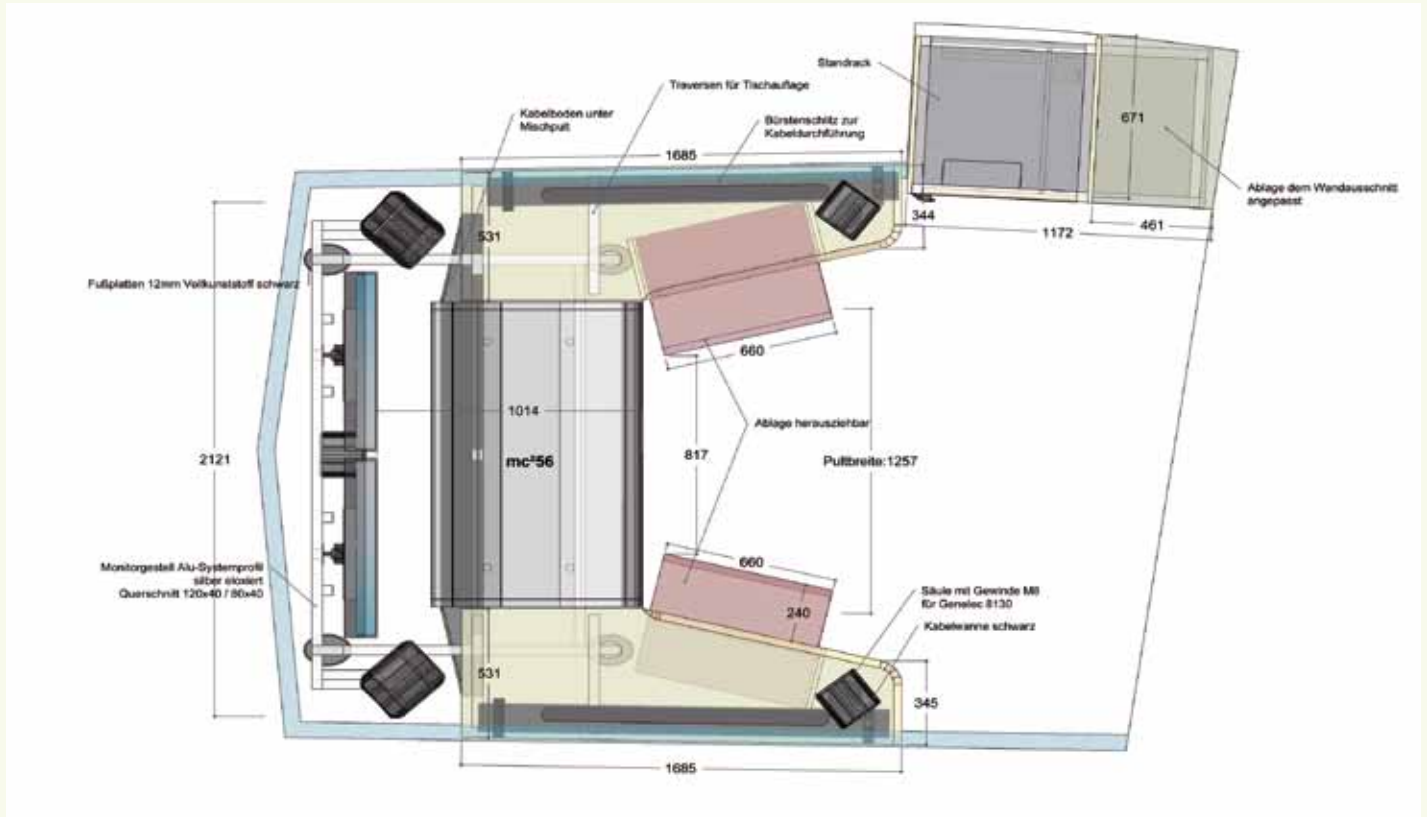 Standrack
Traversen für Tischauflage
Kabelboden unter
Mischpult
Bürstenschlitz zur
Kabeldurchführung
671
1685
Ablage dem Wandausschnitt
angepasst
344
461
1172
531
Fußplatten 12mm Vollkunststoff schwarz
660
1014
Ablage herausziehbar
2121
mc²56
817
Pultbreite:1257
660
Monitorgestell Alu-Systemprofil
silber eloxiert
Querschnitt 120x40 / 80x40
Säule mit Gewinde M8
für Genelec 8130
240
Kabelwanne schwarz
531
345
1685